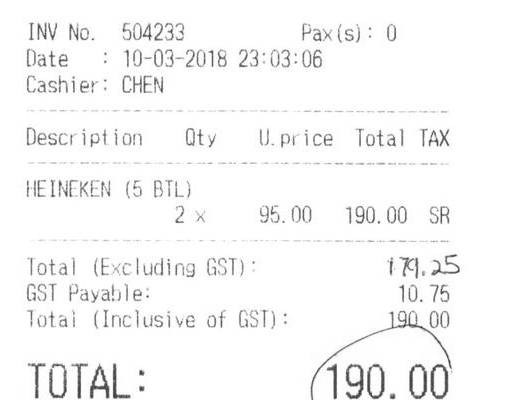 INV No. 504233 Pax(s): 0
Date : 10-03-2018 23:03:06
Cashier: CHEN
Description Qty U.price Total TAX
HEINEKEN (5 BTL)
2 x 95.00 190.00 SR
Total (Excluding GST): 179.25
GST Payable: 10.75
Total (Inclusive of GST): 190.00
TOTAL: 190.00